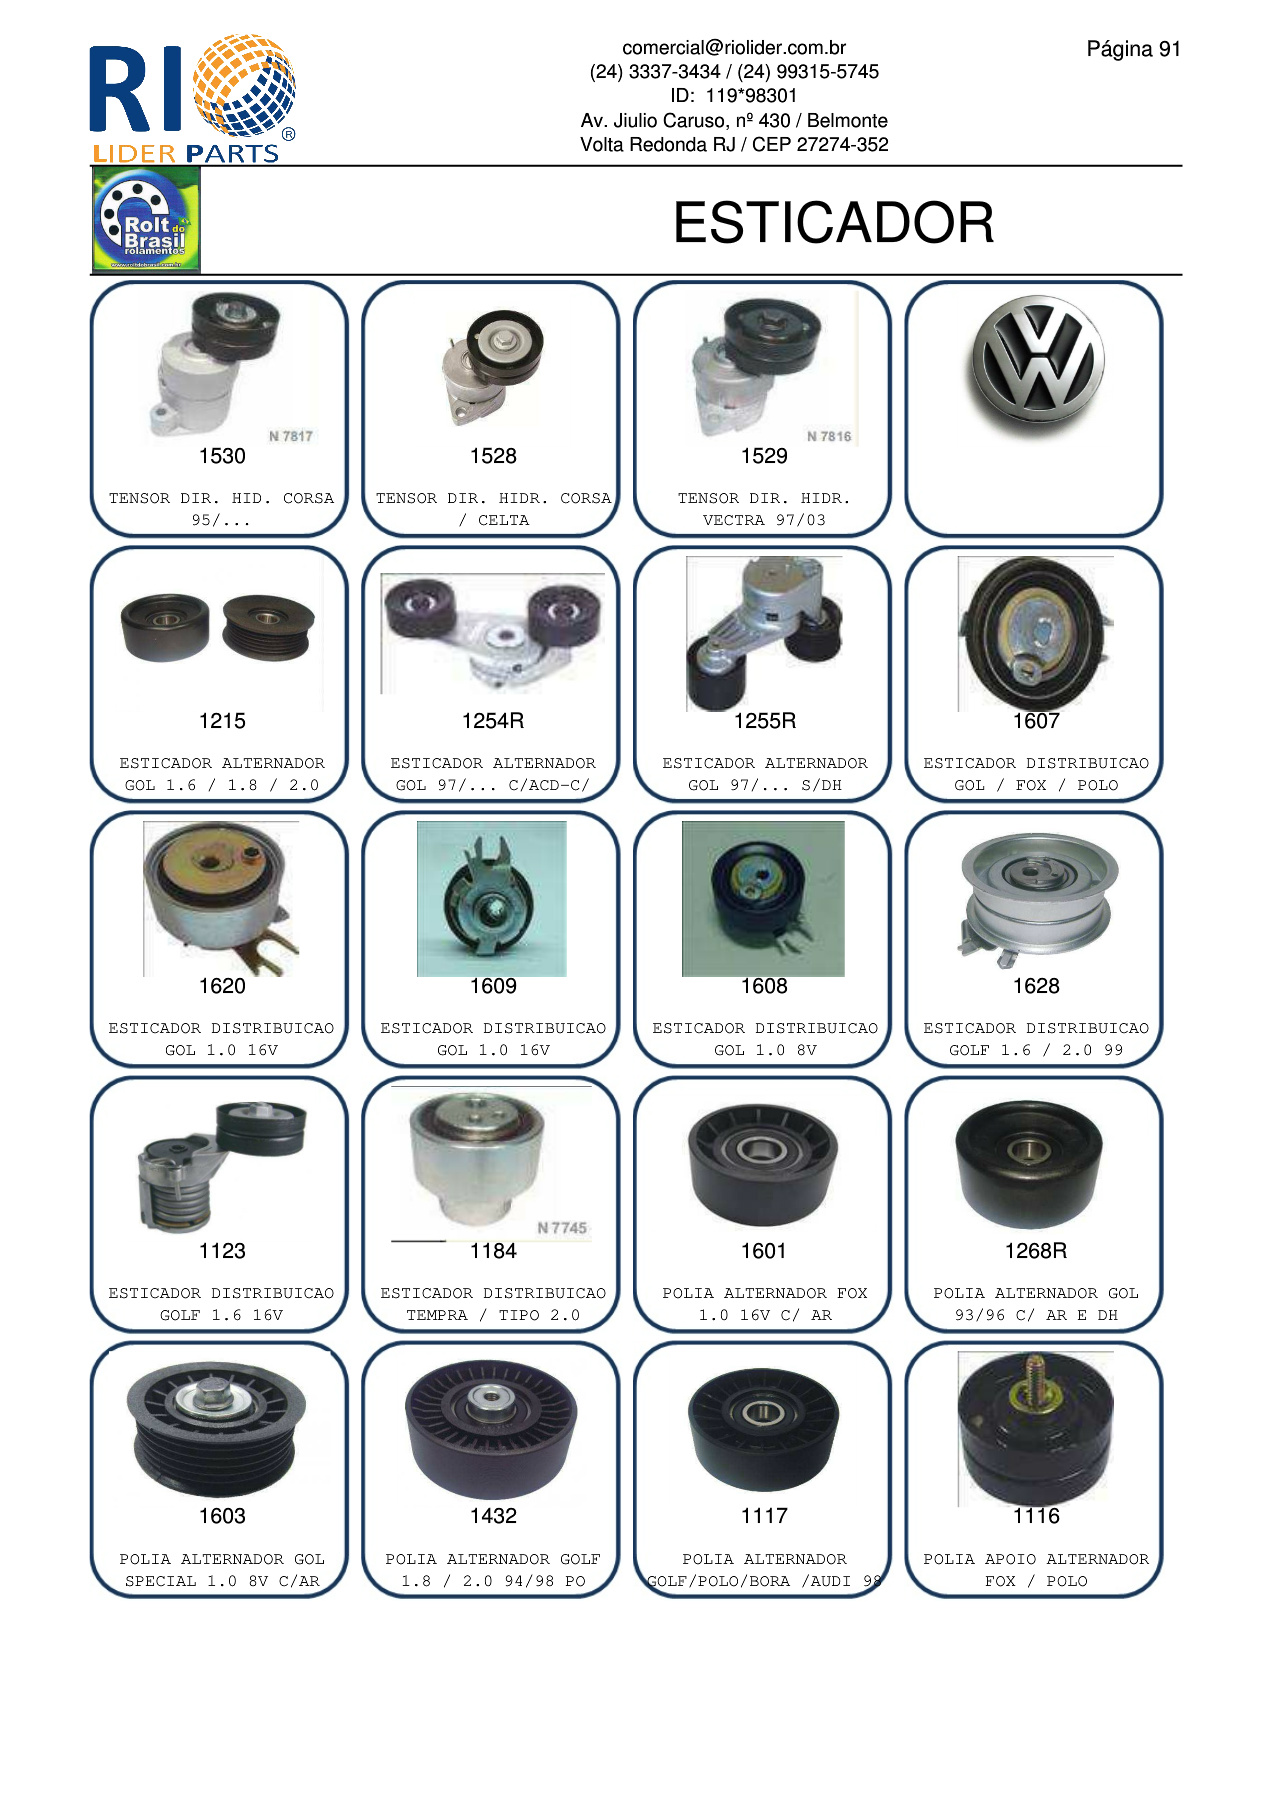 comercial@riolider.com.br
Página 91
(24) 3337-3434 / (24) 99315-5745
ID: 119*98301
Av. Jiulio Caruso, nº 430 / Belmonte
Volta Redonda RJ / CEP 27274-352
RIO
LIDER PARTS ®
Rolt do
Brasil
rolamentos
www.roltdobrasil.com.br
ESTICADOR
N 7817
1530
TENSOR DIR. HID. CORSA
95/...
1528
TENSOR DIR. HIDR. CORSA
/ CELTA
N 7816
1529
TENSOR DIR. HIDR.
VECTRA 97/03
1215
ESTICADOR ALTERNADOR
GOL 1.6 / 1.8 / 2.0
1254R
ESTICADOR ALTERNADOR
GOL 97/... C/ACD-C/
1255R
ESTICADOR ALTERNADOR
GOL 97/... S/DH
1607
ESTICADOR DISTRIBUICAO
GOL / FOX / POLO
1620
ESTICADOR DISTRIBUICAO
GOL 1.0 16V
1609
ESTICADOR DISTRIBUICAO
GOL 1.0 16V
1608
ESTICADOR DISTRIBUICAO
GOL 1.0 8V
1628
ESTICADOR DISTRIBUICAO
GOLF 1.6 / 2.0 99
1123
ESTICADOR DISTRIBUICAO
GOLF 1.6 16V
N 7745
1184
ESTICADOR DISTRIBUICAO
TEMPRA / TIPO 2.0
1601
POLIA ALTERNADOR FOX
1.0 16V C/ AR
1268R
POLIA ALTERNADOR GOL
93/96 C/ AR E DH
1603
POLIA ALTERNADOR GOL
SPECIAL 1.0 8V C/AR
1432
POLIA ALTERNADOR GOLF
1.8 / 2.0 94/98 PO
1117
POLIA ALTERNADOR
GOLF/POLO/BORA /AUDI 98
1116
POLIA APOIO ALTERNADOR
FOX / POLO